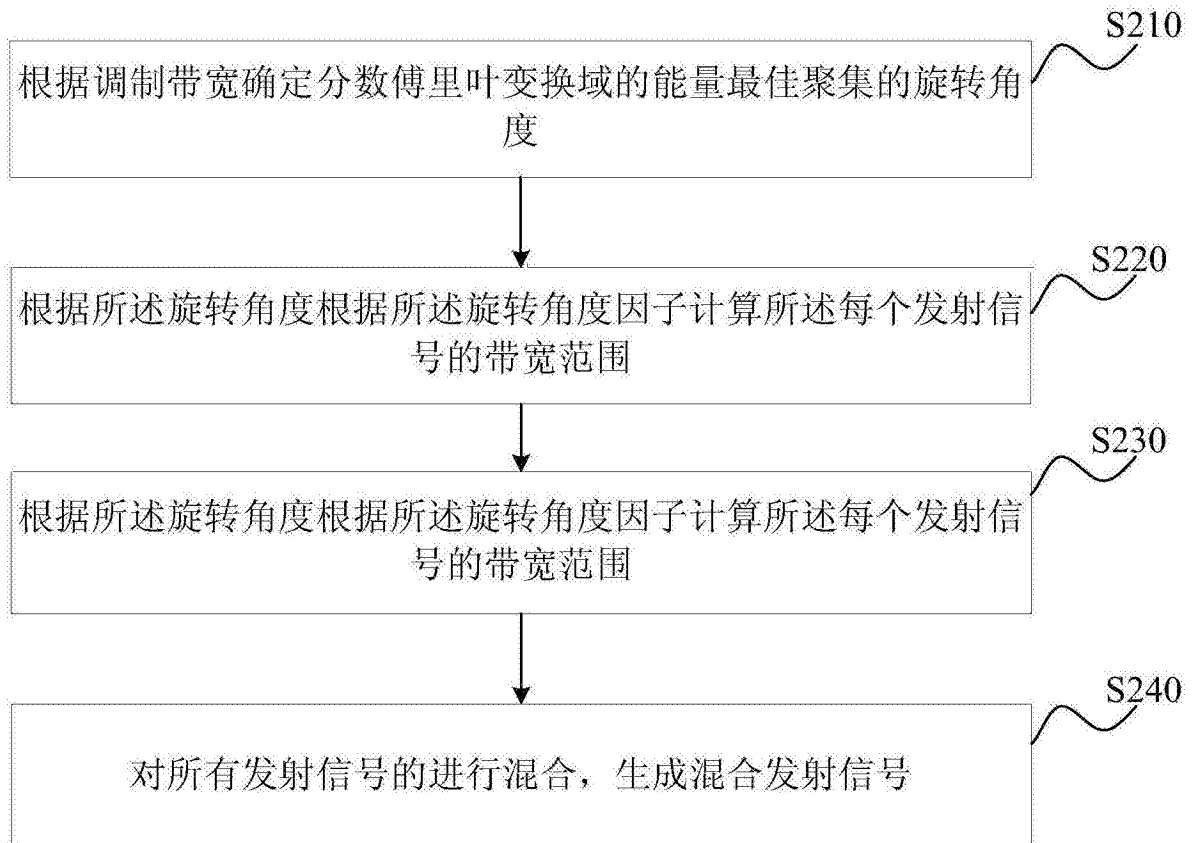 S210
根据调制带宽确定分数傅里叶变换域的能量最佳聚集的旋转角
度
S220
根据所述旋转角度根据所述旋转角度因子计算所述每个发射信
号的带宽范围
S230
根据所述旋转角度根据所述旋转角度因子计算所述每个发射信
号的带宽范围
S240
对所有发射信号的进行混合，生成混合发射信号